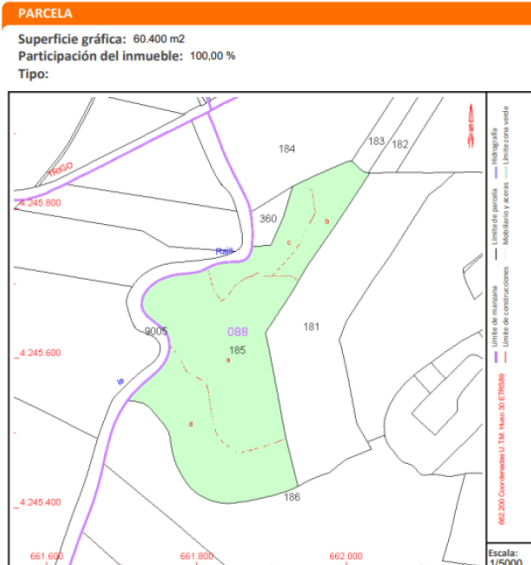 PARCELA
Superficie gráfica: 60.400 m2
Participación del inmueble: 100,00 %
Tipo:
184
183
182
TRIGO
4.245.800
360
b
c
Raja
9005
088
181
185
4.245.600
a
d
4.245.400
186
661.600
661.800
662.000
Límite de manzana
Límite de parcela
Hidrografía
Límite de construcciones
Mobiliario y aceras
Límite zona verde
662.200 Coordenadas U.T.M. Huso 30 ETRS89
Escala:
1/5000